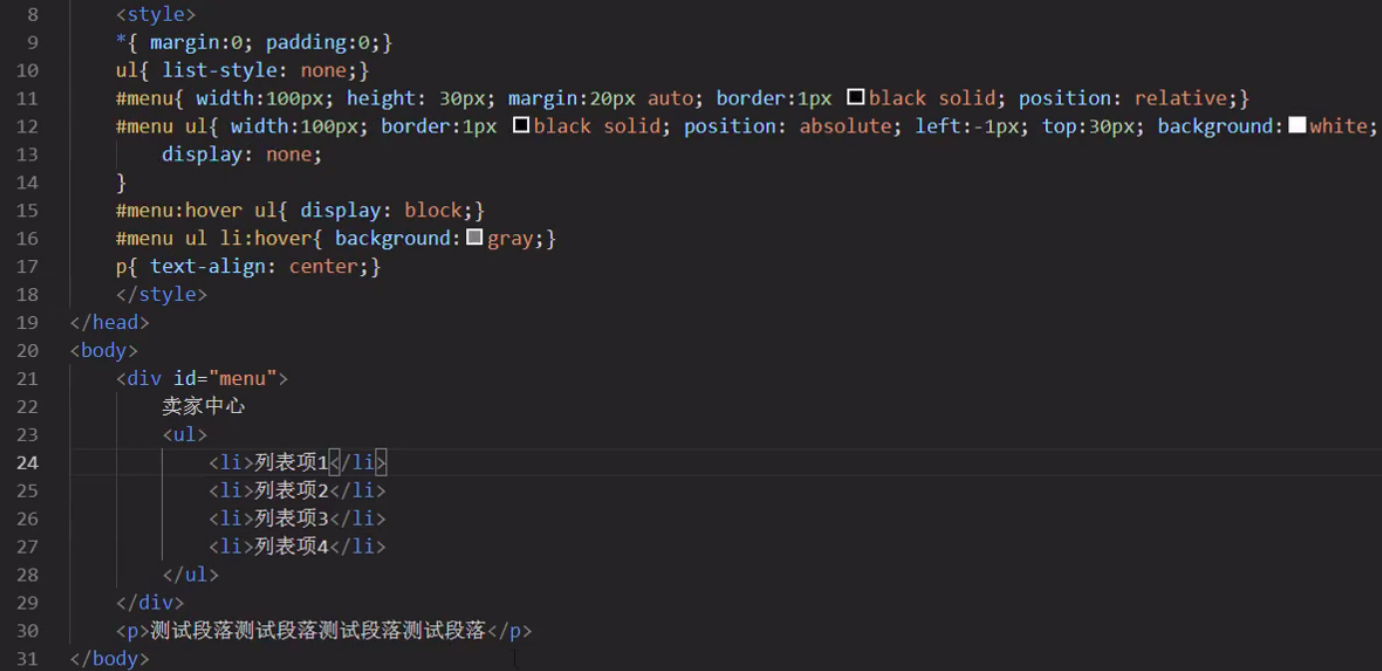 8 <style>
9 *{ margin:0; padding:0;}
10 ul{ list-style: none;}
11 #menu{ width:100px; height: 30px; margin:20px auto; border:1px black solid; position: relative;}
12 #menu ul{ width:100px; border:1px black solid; position: absolute; left:-1px; top:30px; background:white;
13 display: none;
14 }
15 #menu:hover ul{ display: block;}
16 #menu ul li:hover{ background:gray;}
17 p{ text-align: center;}
18 </style>
19 </head>
20 <body>
21 <div id="menu">
22 卖家中心
23 <ul>
24 <li>列表项1</li>
25 <li>列表项2</li>
26 <li>列表项3</li>
27 <li>列表项4</li>
28 </ul>
29 </div>
30 <p>测试段落测试段落测试段落测试段落</p>
31 </body>